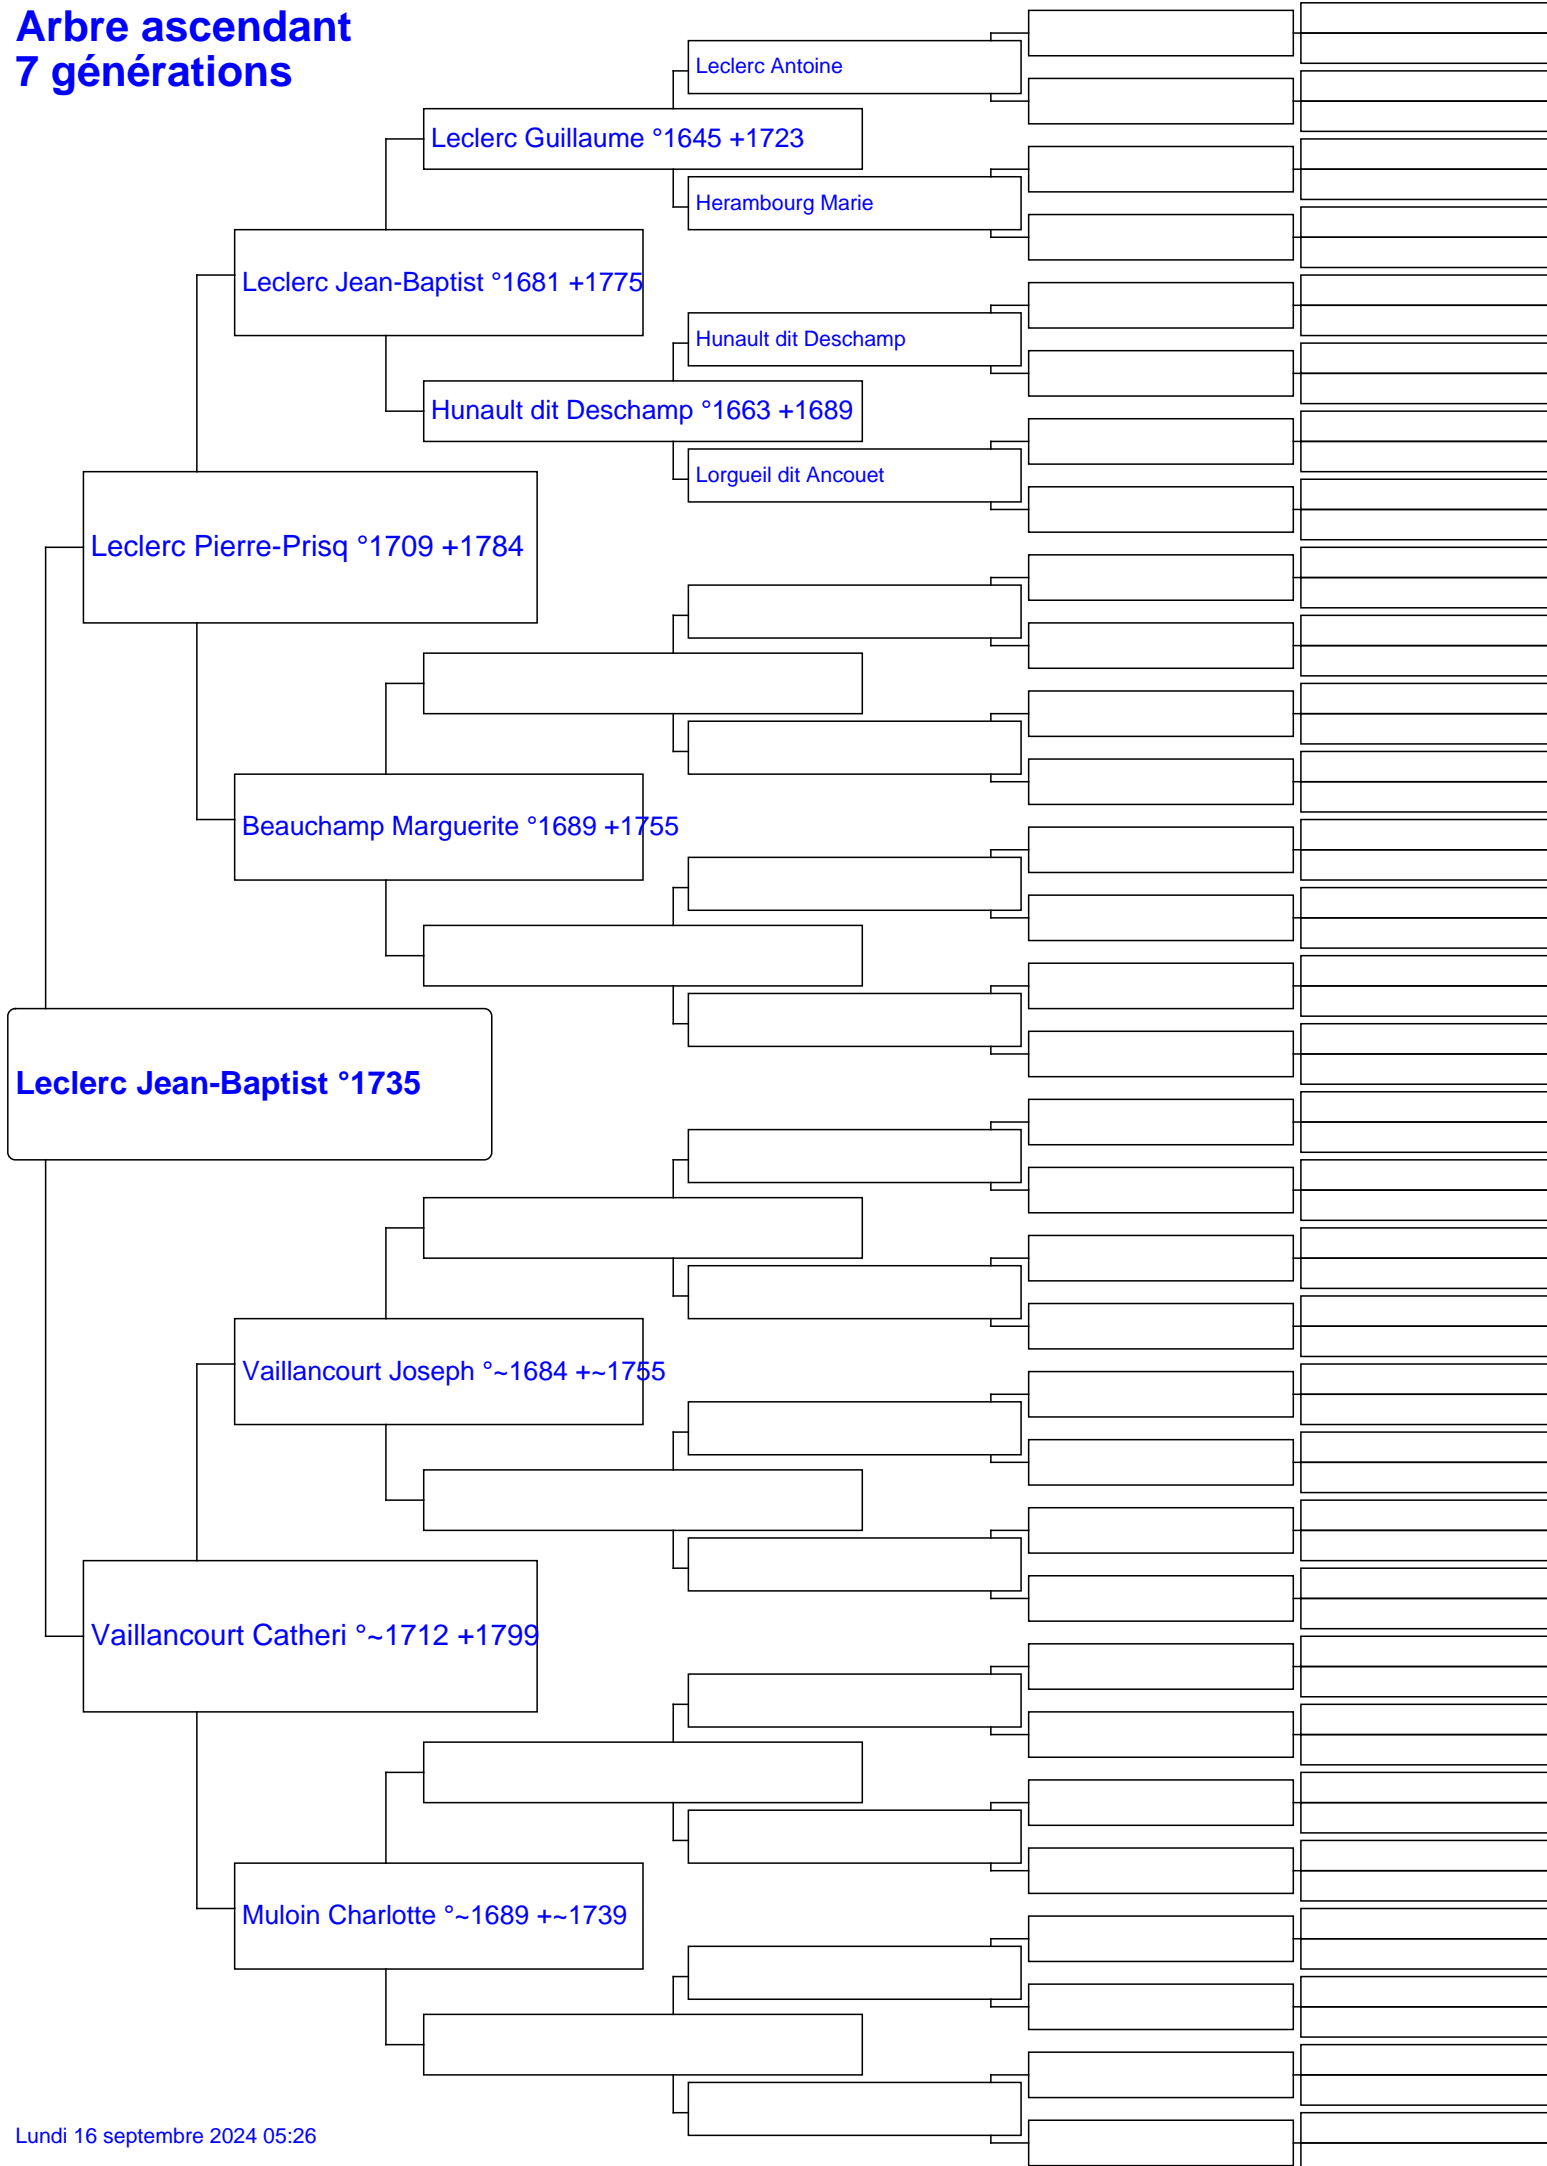 Arbre ascendant
7 générations
Leclerc Antoine
Leclerc Guillaume °1645 +1723
Herambourg Marie
Leclerc Jean-Baptist °1681 +1775
Hunault dit Deschamp
Hunault dit Deschamp °1663 +1689
Lorgueil dit Ancouet
Leclerc Pierre-Prisq °1709 +1784
Beauchamp Marguerite °1689 +1755
Leclerc Jean-Baptist °1735
Vaillancourt Joseph °~1684 +~1755
Vaillancourt Catheri °~1712 +1799
Muloin Charlotte °~1689 +~1739
Lundi 16 septembre 2024 05:26